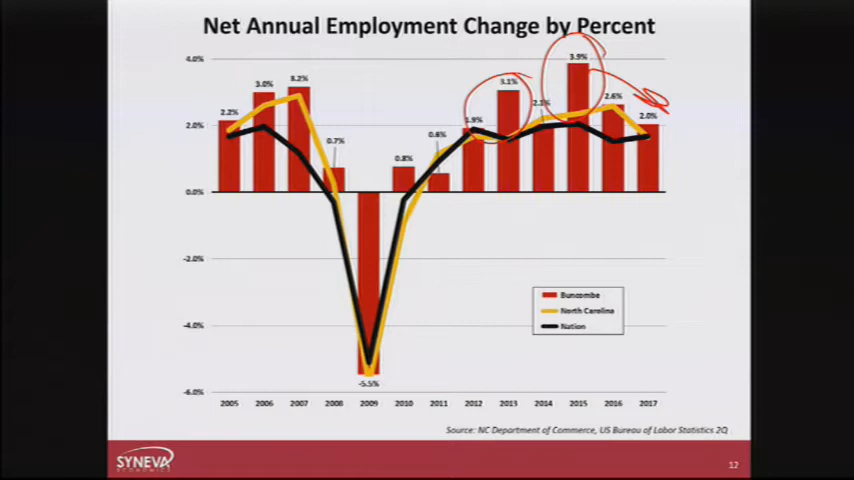 Net Annual Employment Change by Percent
4.0%
2.0%
0.0%
-2.0%
-4.0%
-6.0%
2.2%
3.0%
3.2%
0.7%
-5.5%
0.8%
0.6%
1.9%
3.1%
2.1%
3.9%
2.6%
2.0%
Buncombe
North Carolina
Nation
2005 2006 2007 2008 2009 2010 2011 2012 2013 2014 2015 2016 2017
Source: NC Department of Commerce, US Bureau of Labor Statistics 2Q
SYNEVA
ECONOMICS
12